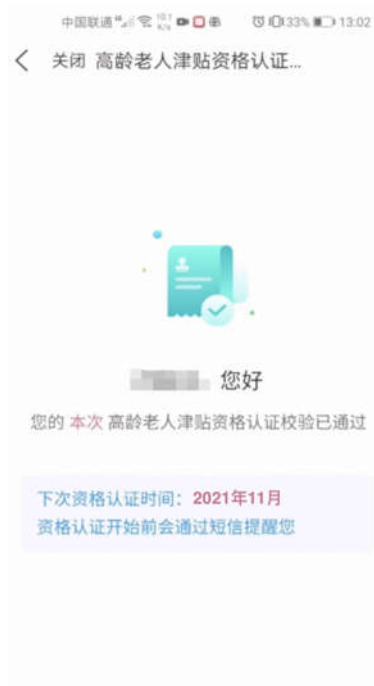 中国联通 10.1 K/s 33% 13:02
关闭 高龄老人津贴资格认证...
您好
您的 本次 高龄老人津贴资格认证校验已通过
下次资格认证时间：2021年11月
资格认证开始前会通过短信提醒您